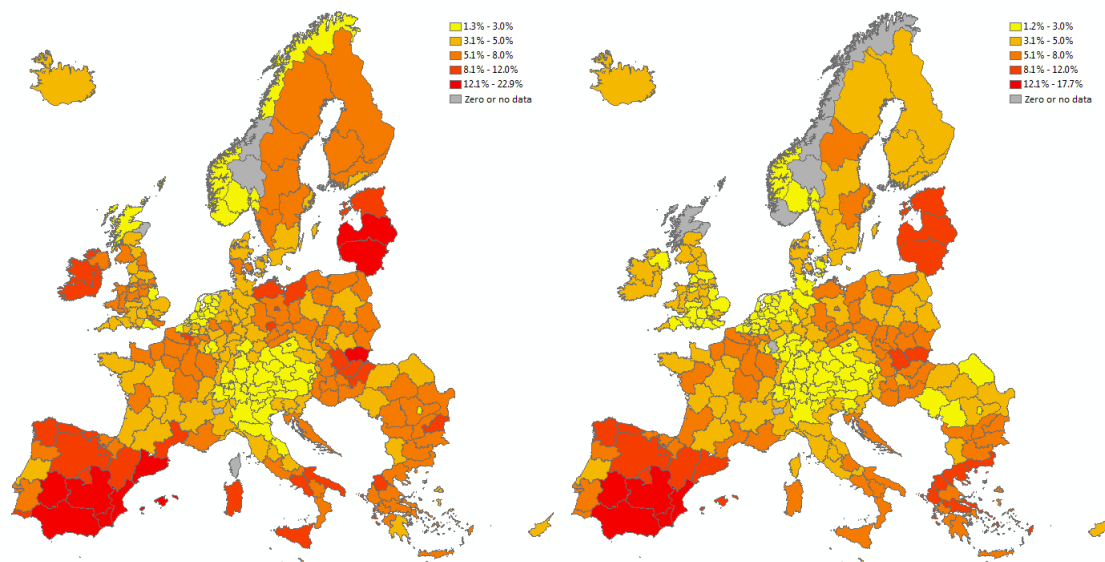 1.3% - 3.0%
3.1% - 5.0%
5.1% - 8.0%
8.1% - 12.0%
12.1% - 22.9%
Zero or no data
1.2% - 3.0%
3.1% - 5.0%
5.1% - 8.0%
8.1% - 12.0%
12.1% - 17.7%
Zero or no data